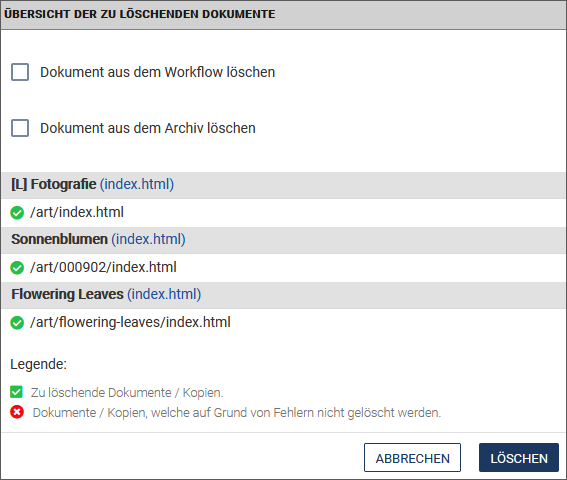 ÜBERSICHT DER ZU LÖSCHENDEN DOKUMENTE
Dokument aus dem Workflow löschen
Dokument aus dem Archiv löschen
[L] Fotografie (index.html)
/art/index.html
Sonnenblumen (index.html)
/art/000902/index.html
Flowering Leaves (index.html)
/art/flowering-leaves/index.html
Legende:
Zu löschende Dokumente / Kopien.
Dokumente / Kopien, welche auf Grund von Fehlern nicht gelöscht werden.
ABBRECHEN LÖSCHEN